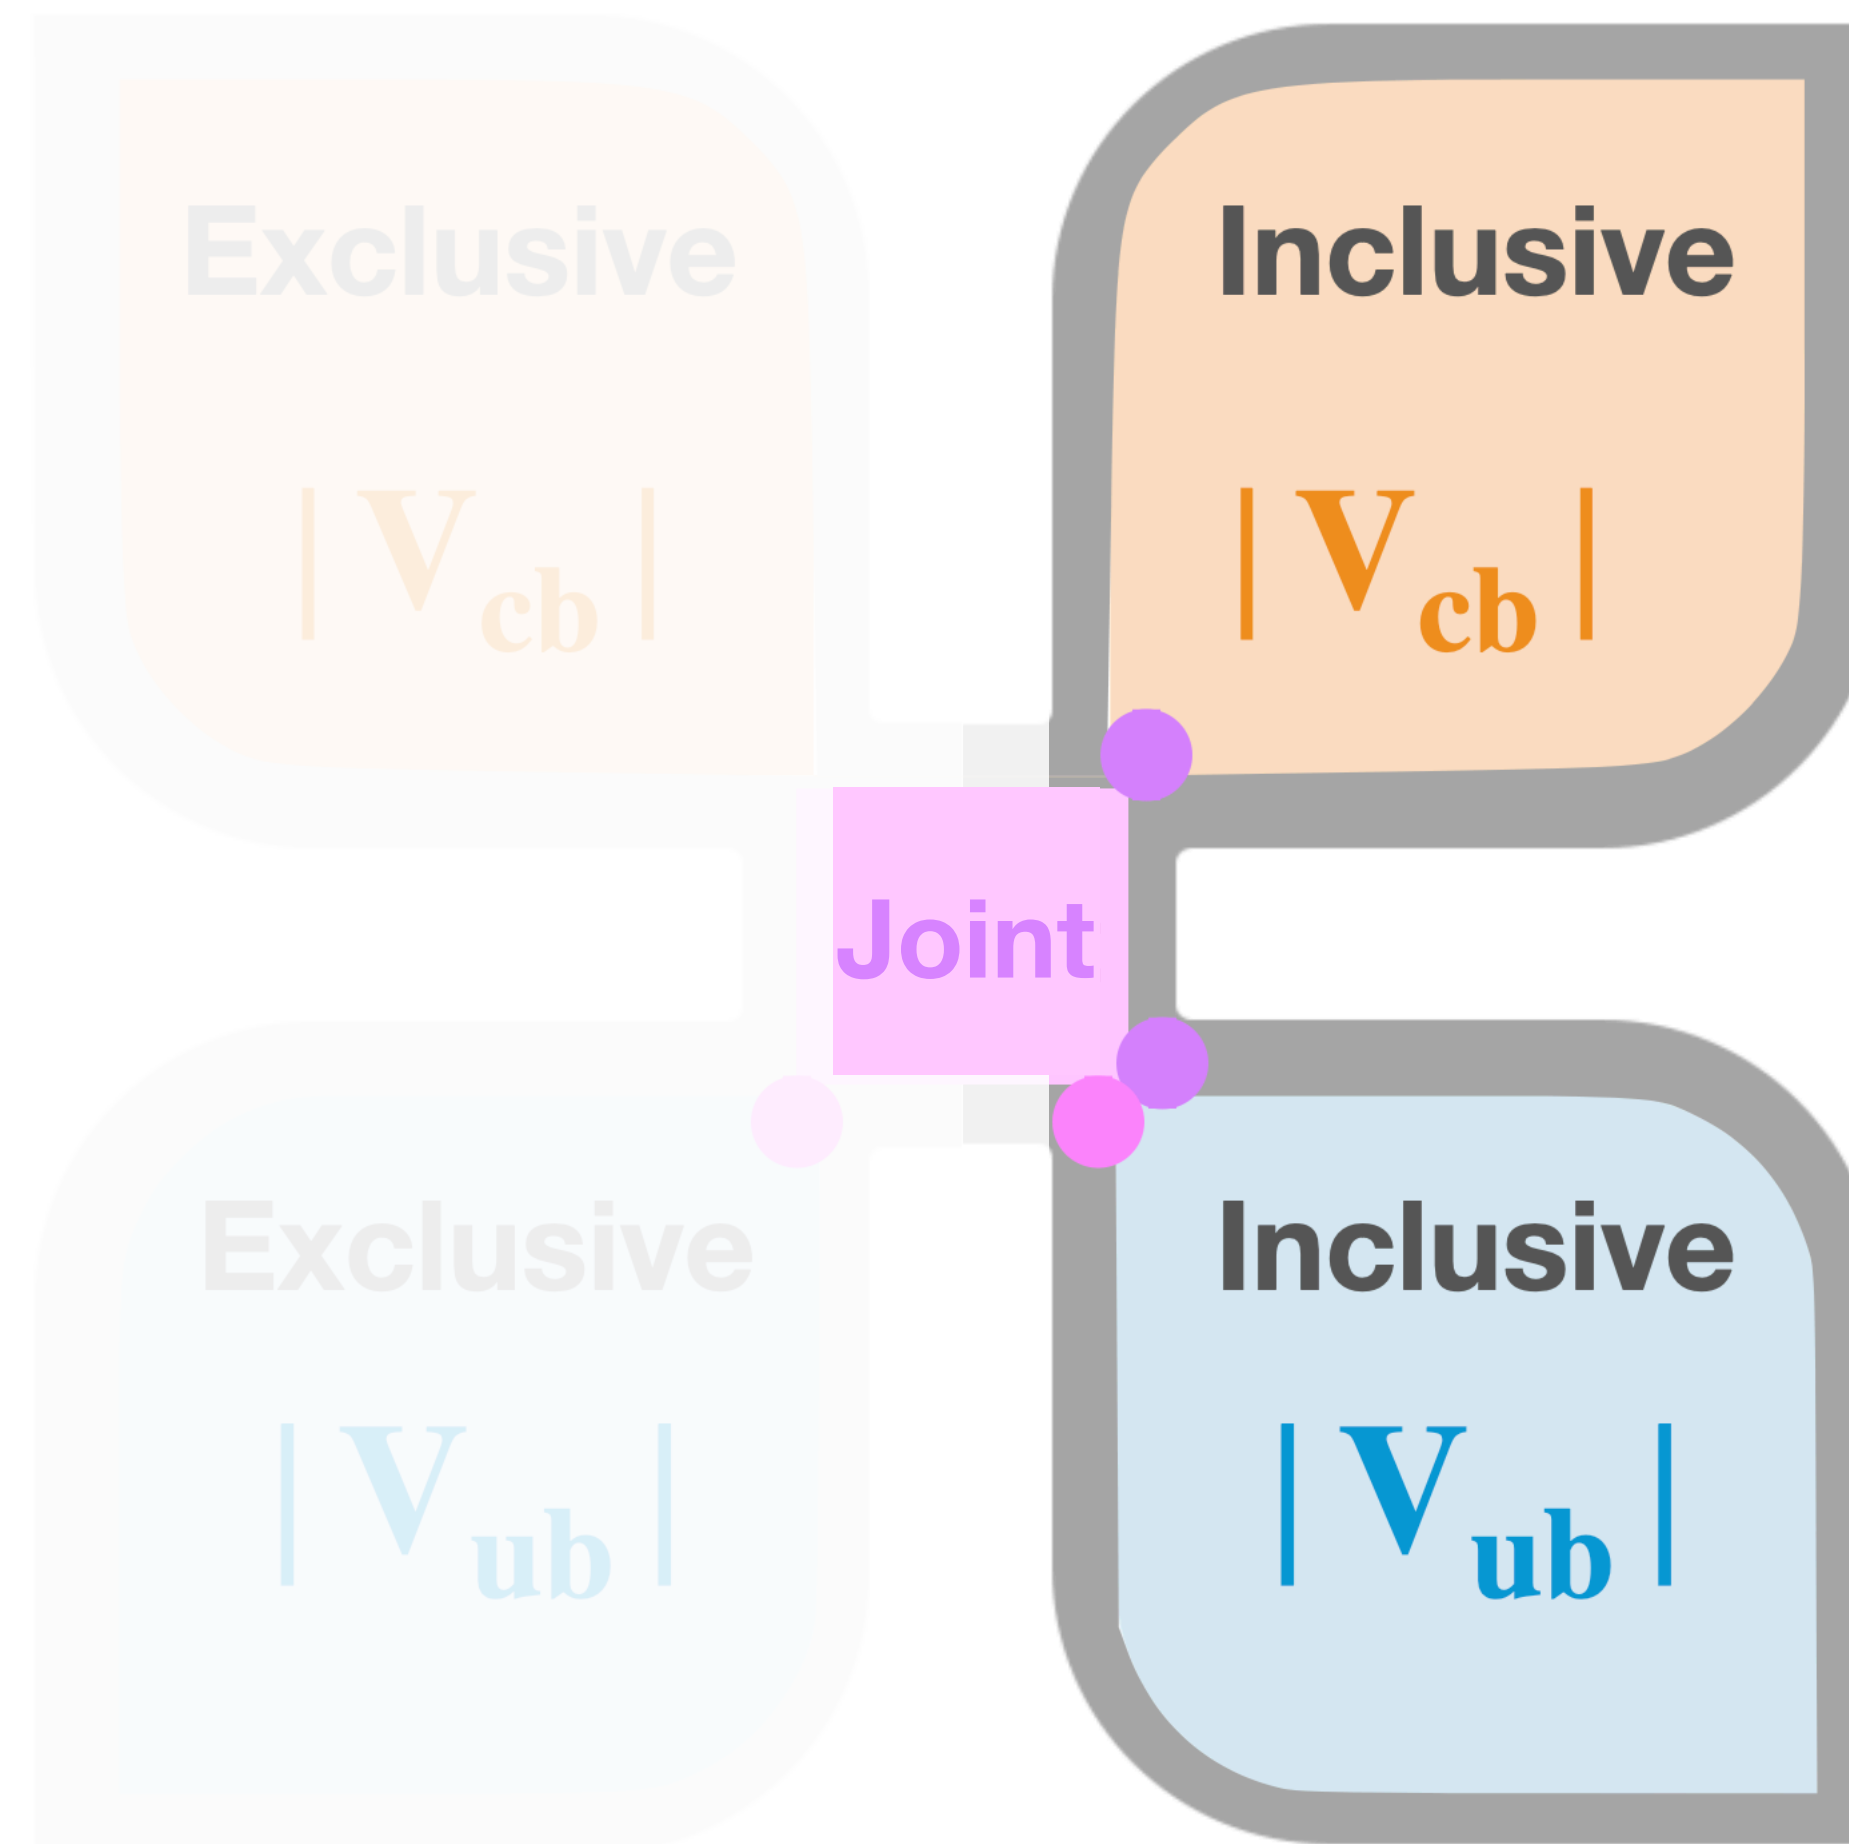 Exclusive Inclusive
| Vcb | | Vcb |
Joint
Exclusive Inclusive
| Vub | | Vub |